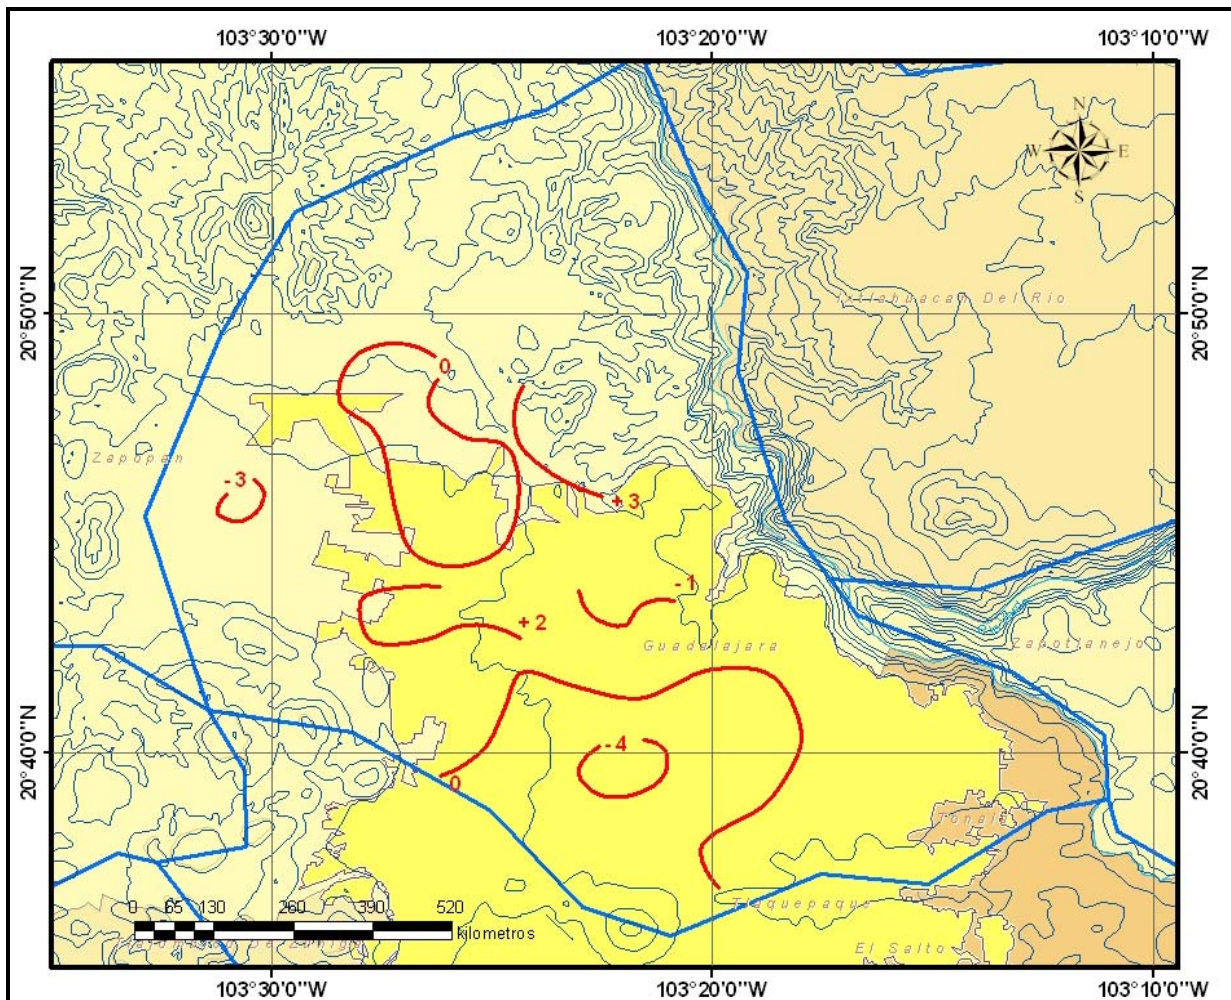 103°30'0"W 103°20'0"W 103°10'0"W
N
W E
S
20°50'0"N 20°50'0"N
Ixtlahuacan Del Rio
0
Zapopan
-3
+3
-1
+2
Guadalajara
Zapotlanejo
-4
20°40'0"N 20°40'0"N
0
Tonala
Tlaquepaque
0 65 130 260 390 520
kilometros
De Zuñiga
El Salto
103°30'0"W 103°20'0"W 103°10'0"W